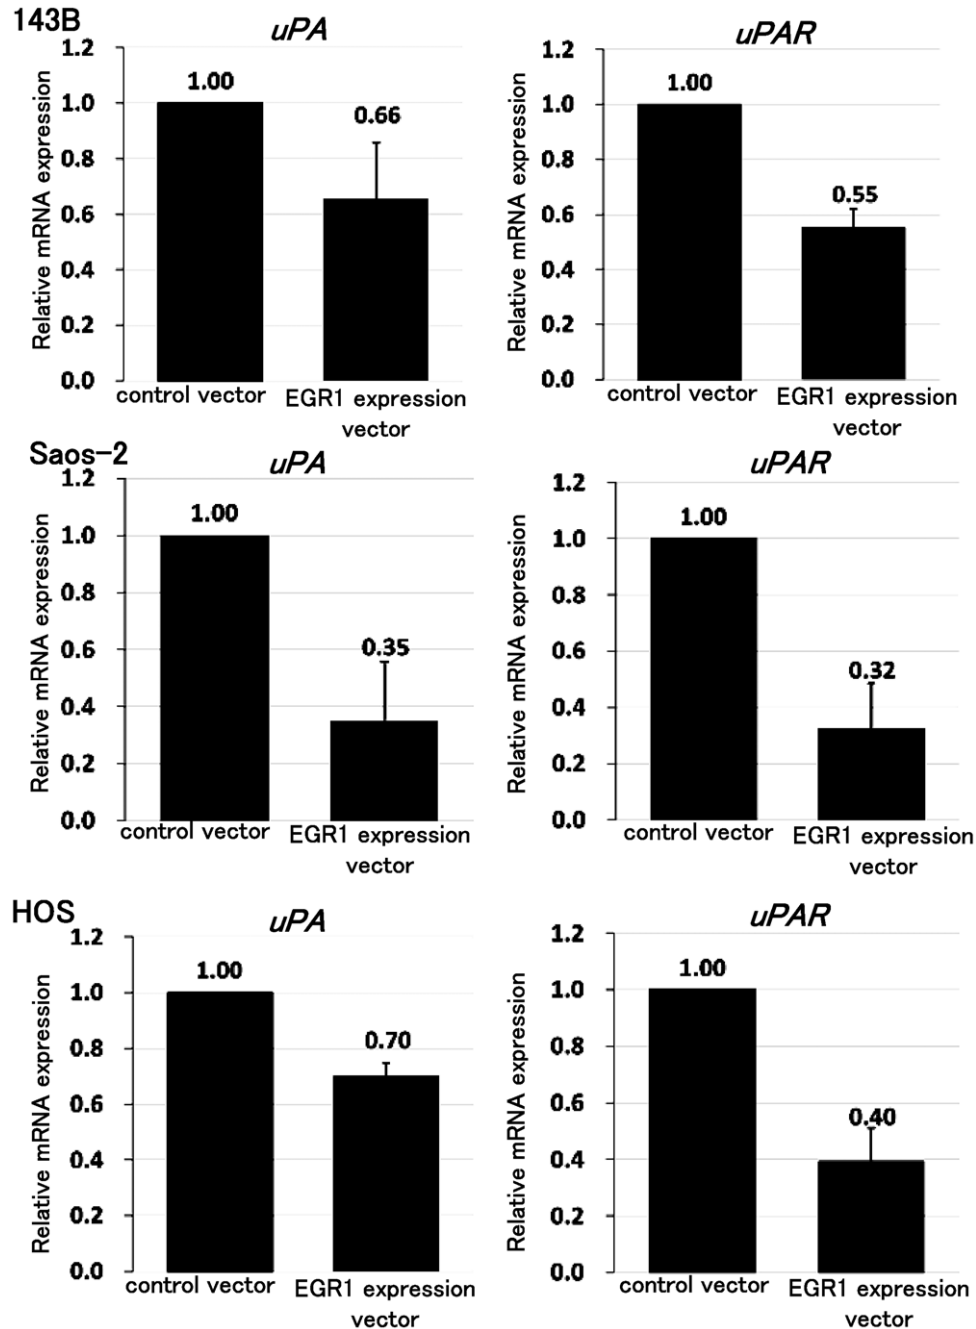 143B
uPA
Relative mRNA expression
1.2
1.0
0.8
0.6
0.4
0.2
0.0
1.00
0.66
control vector
EGR1 expression
vector
uPAR
Relative mRNA expression
1.2
1.0
0.8
0.6
0.4
0.2
0.0
1.00
0.55
control vector
EGR1 expression
vector
Saos-2
uPA
Relative mRNA expression
1.2
1.0
0.8
0.6
0.4
0.2
0.0
1.00
0.35
control vector
EGR1 expression
vector
uPAR
Relative mRNA expression
1.2
1.0
0.8
0.6
0.4
0.2
0.0
1.00
0.32
control vector
EGR1 expression
vector
HOS
uPA
Relative mRNA expression
1.2
1.0
0.8
0.6
0.4
0.2
0.0
1.00
0.70
control vector
EGR1 expression
vector
uPAR
Relative mRNA expression
1.2
1.0
0.8
0.6
0.4
0.2
0.0
1.00
0.40
control vector
EGR1 expression
vector